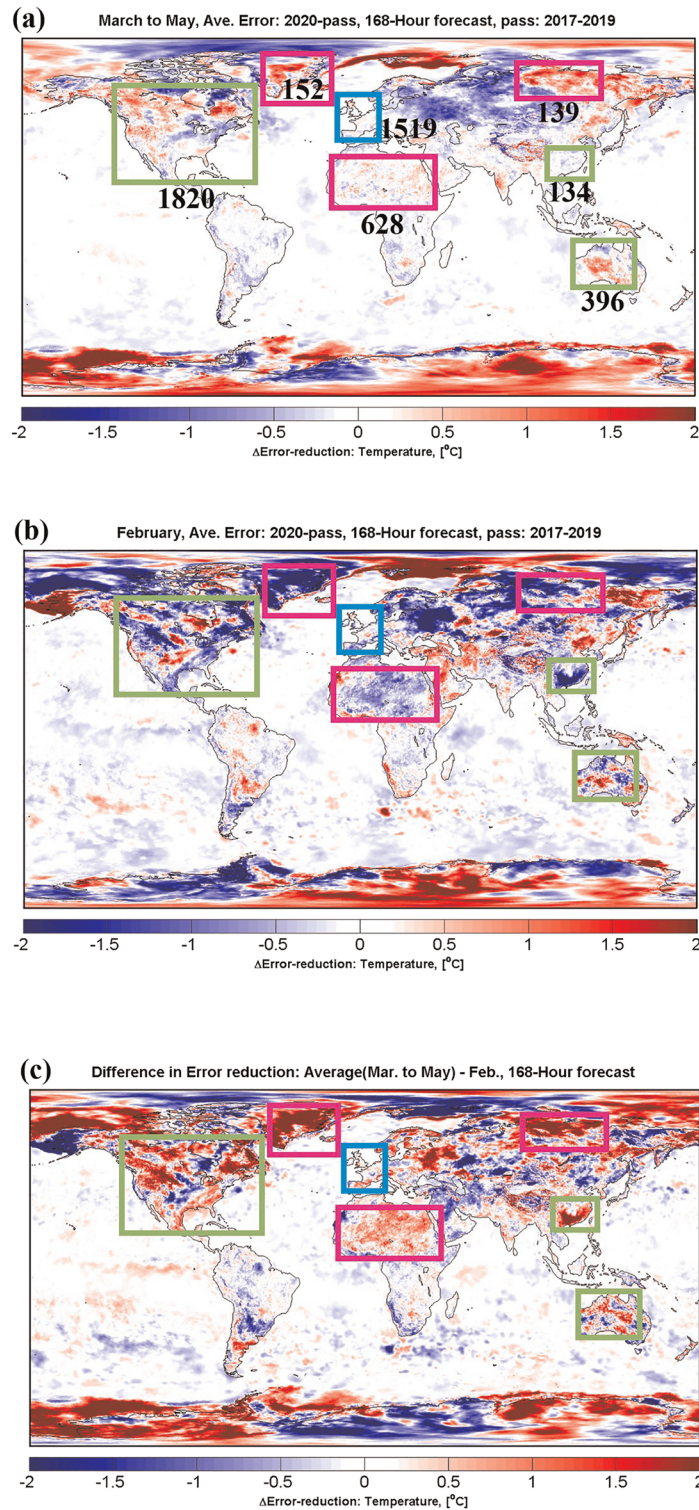 (a)
March to May, Ave. Error: 2020-pass, 168-Hour forecast, pass: 2017-2019
152
139
1519
134
1820
628
396
-2 -1.5 -1 -0.5 0 0.5 1 1.5 2
ΔError-reduction: Temperature, [°C]
(b)
February, Ave. Error: 2020-pass, 168-Hour forecast, pass: 2017-2019
-2 -1.5 -1 -0.5 0 0.5 1 1.5 2
ΔError-reduction: Temperature, [°C]
(c)
Difference in Error reduction: Average(Mar. to May) - Feb., 168-Hour forecast
-2 -1.5 -1 -0.5 0 0.5 1 1.5 2
ΔError-reduction: Temperature, [°C]